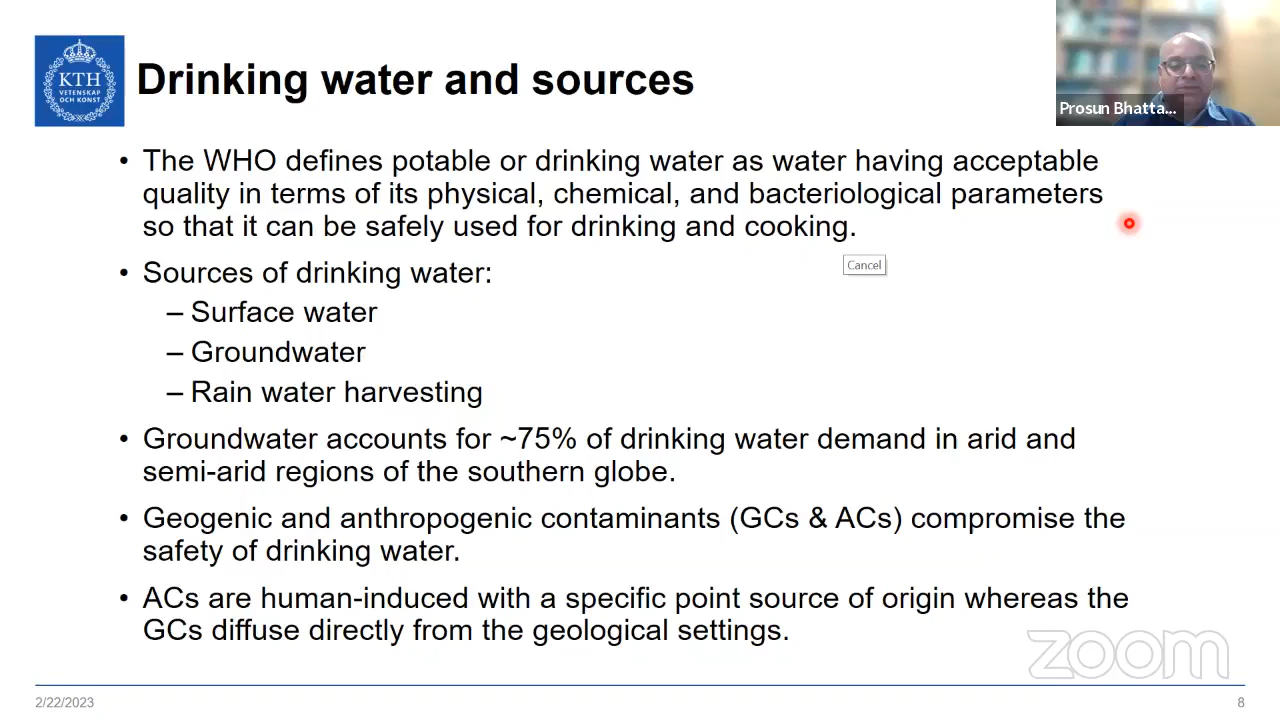 KTH
VETENSKAP
OCH KONST
Drinking water and sources
Prosun Bhatta...
• The WHO defines potable or drinking water as water having acceptable
quality in terms of its physical, chemical, and bacteriological parameters
so that it can be safely used for drinking and cooking.
Cancel
• Sources of drinking water:
– Surface water
– Groundwater
– Rain water harvesting
• Groundwater accounts for ~75% of drinking water demand in arid and
semi-arid regions of the southern globe.
• Geogenic and anthropogenic contaminants (GCs & ACs) compromise the
safety of drinking water.
• ACs are human-induced with a specific point source of origin whereas the
GCs diffuse directly from the geological settings.
zoom
2/22/2023
8